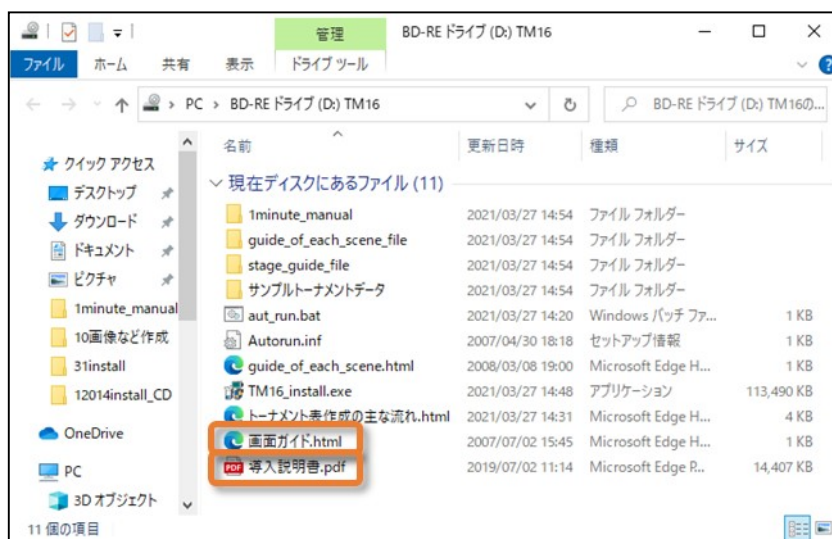 管理 BD-RE ドライブ (D:) TM16
ファイル ホーム 共有 表示 ドライブ ツール
PC › BD-RE ドライブ (D:) TM16 BD-RE ドライブ (D:) TM16の...
名前 更新日時 種類 サイズ
クイック アクセス
デスクトップ
ダウンロード
ドキュメント
ピクチャ
1minute_manual
10画像など作成
31install
12014install_CD
OneDrive
PC
3D オブジェクト
現在ディスクにあるファイル (11)
1minute_manual 2021/03/27 14:54 ファイル フォルダー
guide_of_each_scene_file 2021/03/27 14:54 ファイル フォルダー
stage_guide_file 2021/03/27 14:54 ファイル フォルダー
サンプルトーナメントデータ 2021/03/27 14:54 ファイル フォルダー
aut_run.bat 2021/03/27 14:20 Windows バッチ ファ... 1 KB
Autorun.inf 2007/04/30 18:18 セットアップ情報 1 KB
guide_of_each_scene.html 2008/03/08 19:00 Microsoft Edge H... 1 KB
TM16_install.exe 2021/03/27 14:48 アプリケーション 113,490 KB
トーナメント表作成の主な流れ.html 2021/03/27 14:31 Microsoft Edge H... 4 KB
画面ガイド.html 2007/07/02 15:45 Microsoft Edge H... 1 KB
PDF 導入説明書.pdf 2019/07/02 11:14 Microsoft Edge P... 14,407 KB
11 個の項目